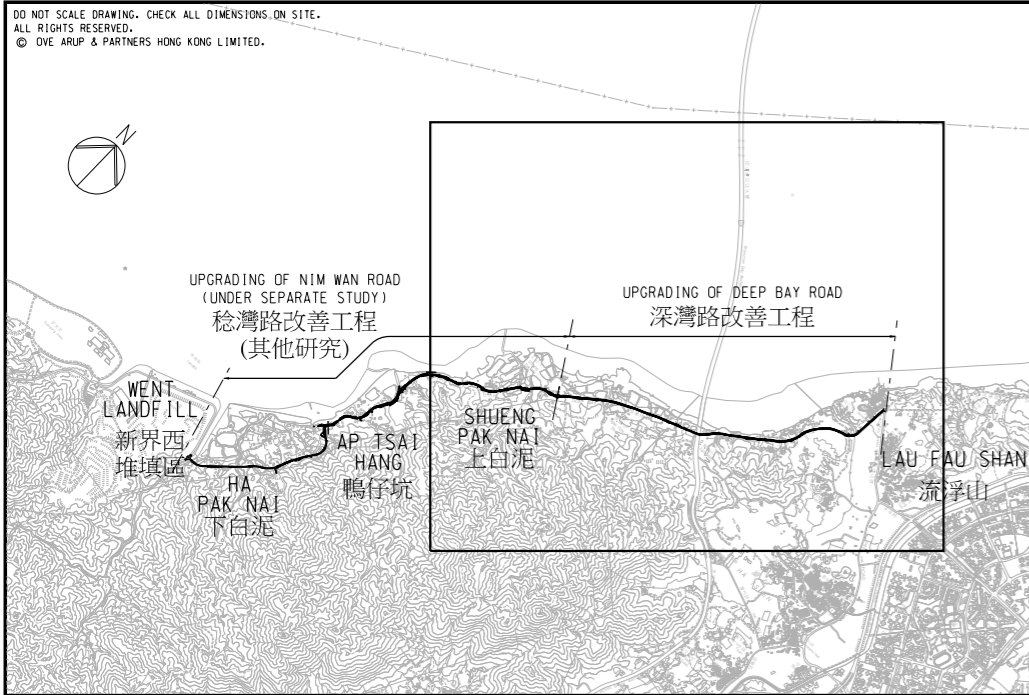 DO NOT SCALE DRAWING. CHECK ALL DIMENSIONS ON SITE.
ALL RIGHTS RESERVED.
© OVE ARUP & PARTNERS HONG KONG LIMITED.
N
UPGRADING OF NIM WAN ROAD
(UNDER SEPARATE STUDY)
稔灣路改善工程
(其他研究)
UPGRADING OF DEEP BAY ROAD
深灣路改善工程
WENT
LANDFILL
新界西
堆填區
HA
PAK NAI
下白泥
AP TSAI
HANG
鴨仔坑
SHUENG
PAK NAI
上白泥
LAU FAU SHAN
流浮山